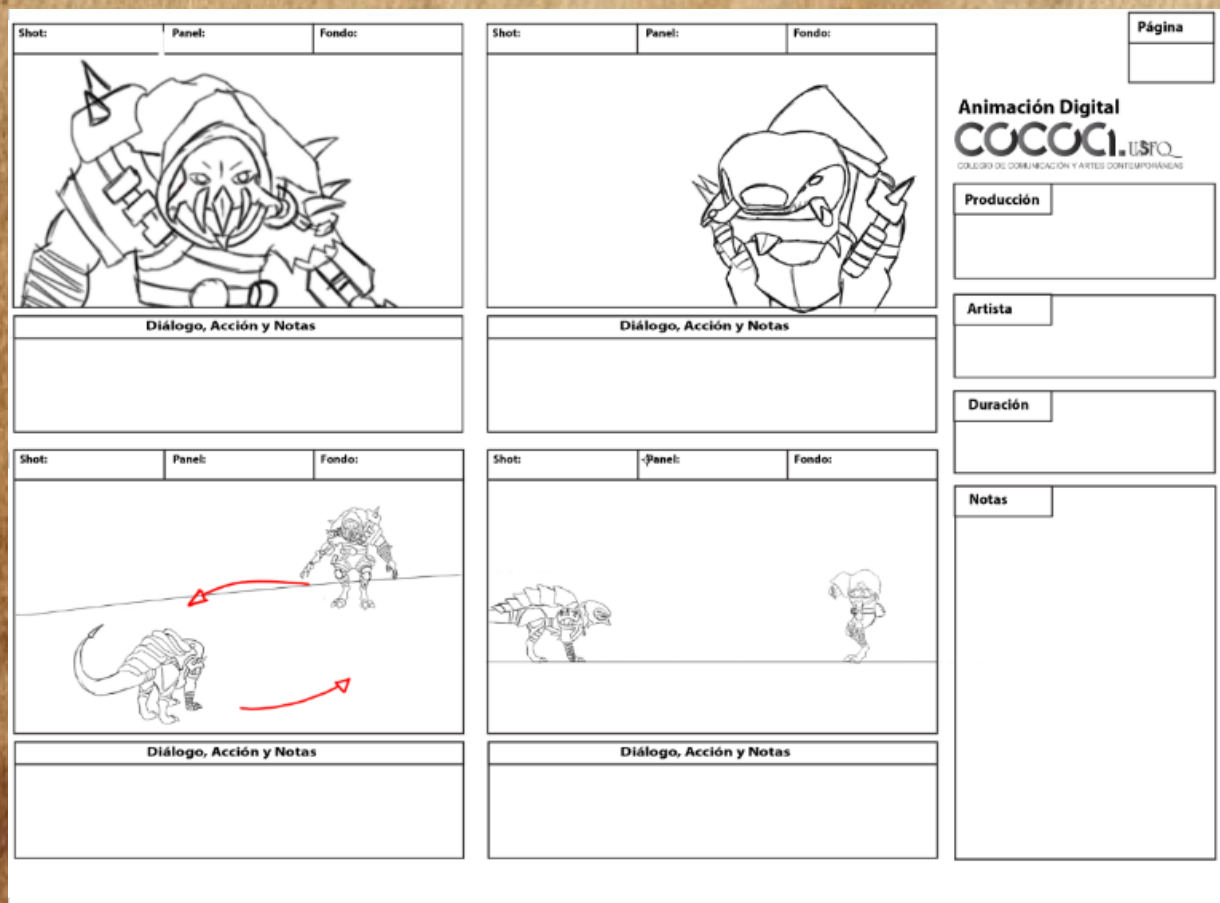 Shot: Panel: Fondo:
Diálogo, Acción y Notas
Shot: Panel: Fondo:
Diálogo, Acción y Notas
Shot: Panel: Fondo:
Diálogo, Acción y Notas
Shot: Panel: Fondo:
Diálogo, Acción y Notas
Página
Animación Digital
COCOCI. USFQ
COLEGIO DE COMUNICACIÓN Y ARTES CONTEMPORÁNEAS
Producción
Artista
Duración
Notas